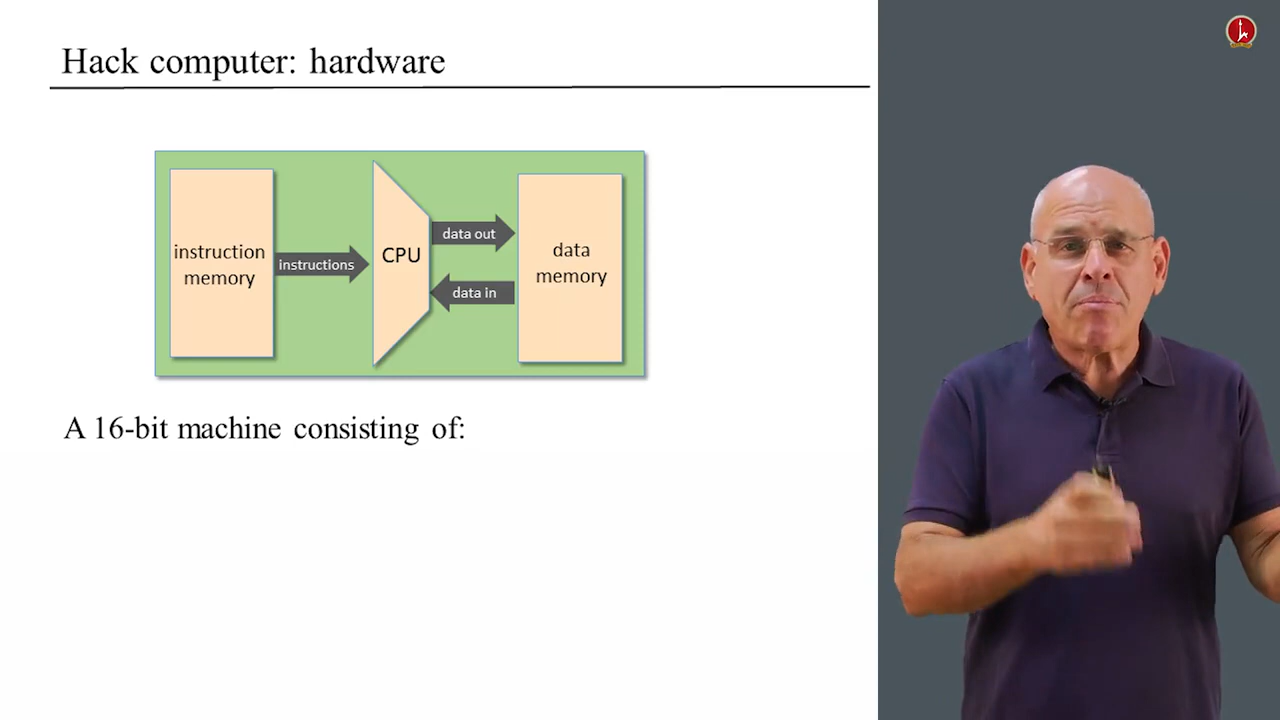 Hack computer: hardware
instruction
memory
instructions
CPU
data out
data in
data
memory
A 16-bit machine consisting of: